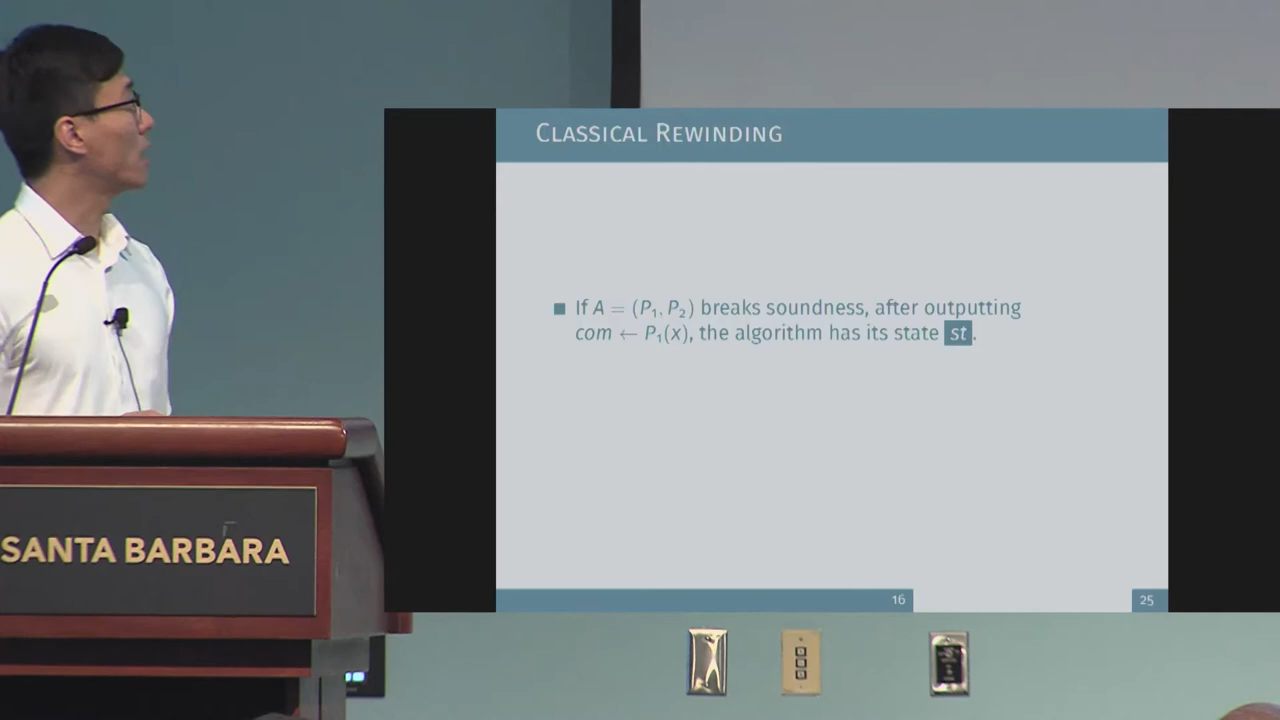 CLASSICAL REWINDING
■ If A = (P₁, P₂) breaks soundness, after outputting
com ← P₁(x), the algorithm has its state st.
SANTA BARBARA
16
25